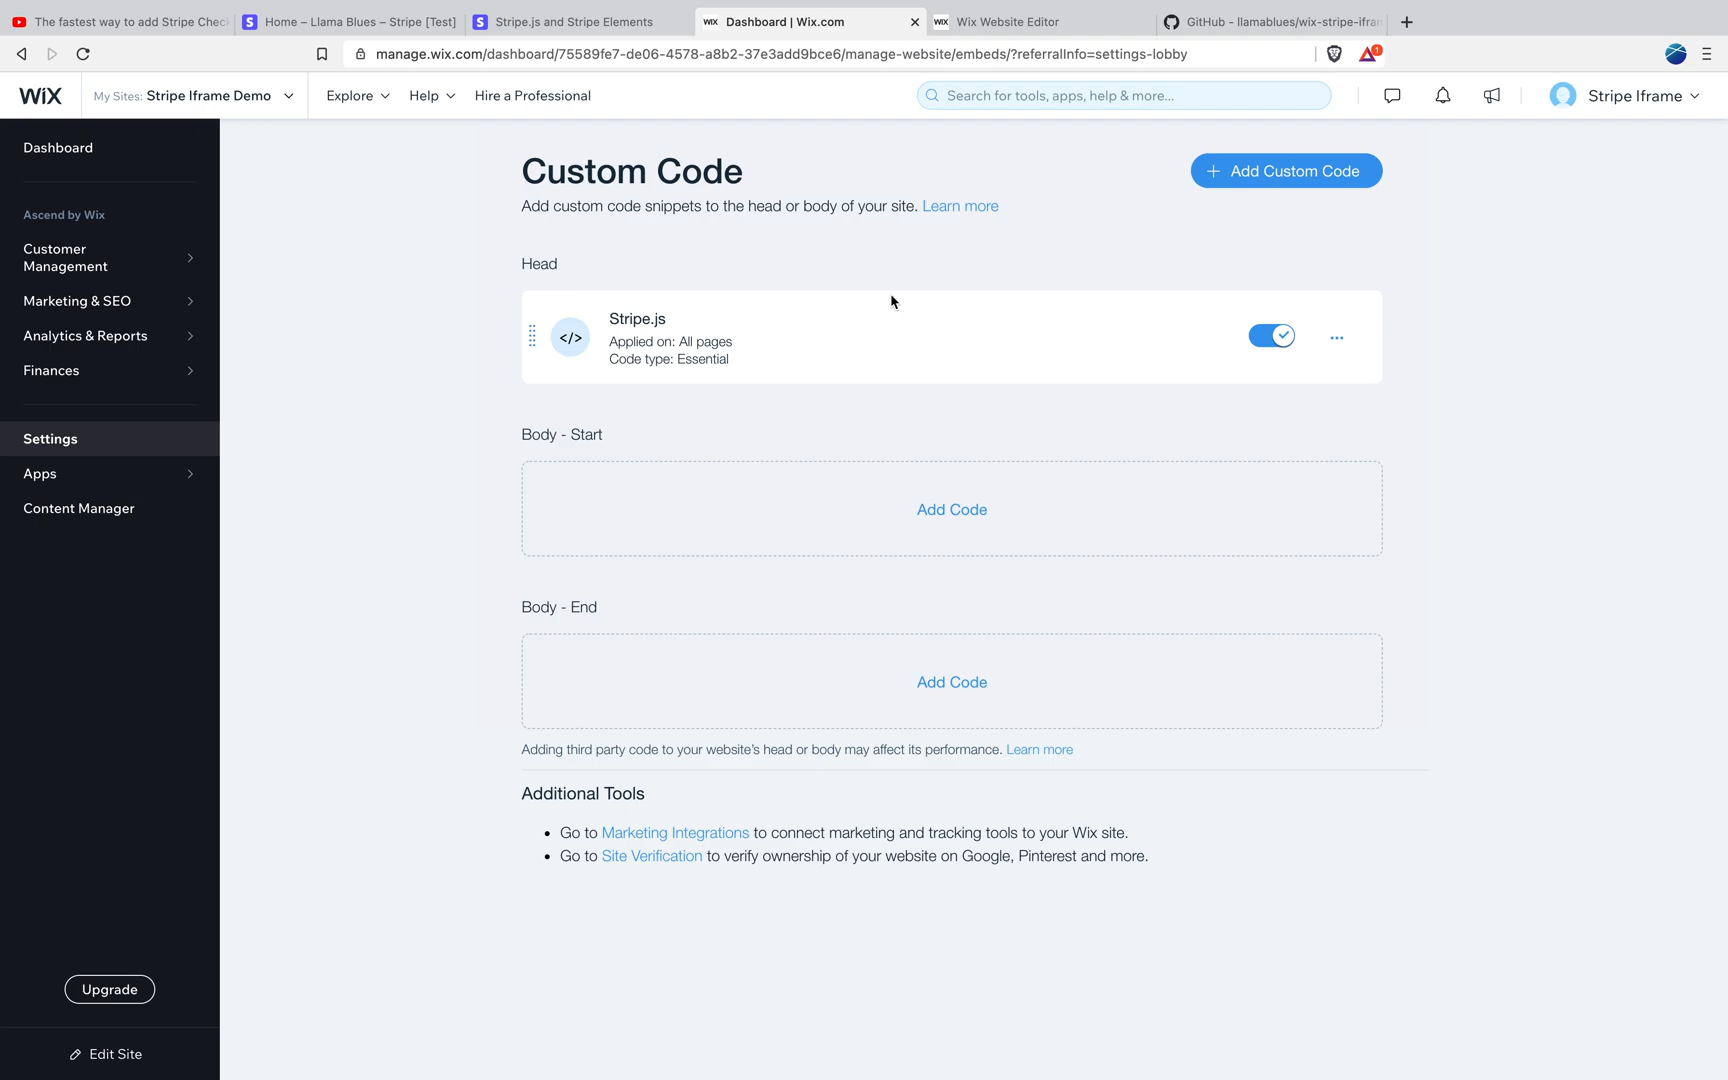 The fastest way to add Stripe Chec
Home – Llama Blues – Stripe [Test]
Stripe.js and Stripe Elements
WIX Dashboard | Wix.com
WIX Wix Website Editor
GitHub - llamablues/wix-stripe-ifran
manage.wix.com/dashboard/75589fe7-de06-4578-a8b2-37e3add9bce6/manage-website/embeds/?referralInfo=settings-lobby
1
WIX
My Sites: Stripe Iframe Demo
Explore
Help
Hire a Professional
Search for tools, apps, help & more...
Stripe Iframe
Dashboard
Ascend by Wix
Customer
Management
Marketing & SEO
Analytics & Reports
Finances
Settings
Apps
Content Manager
Upgrade
Edit Site
Custom Code
Add Custom Code
Add custom code snippets to the head or body of your site. Learn more
Head
</>
Stripe.js
Applied on: All pages
Code type: Essential
Body - Start
Add Code
Body - End
Add Code
Adding third party code to your website's head or body may affect its performance. Learn more
Additional Tools
• Go to Marketing Integrations to connect marketing and tracking tools to your Wix site.
• Go to Site Verification to verify ownership of your website on Google, Pinterest and more.